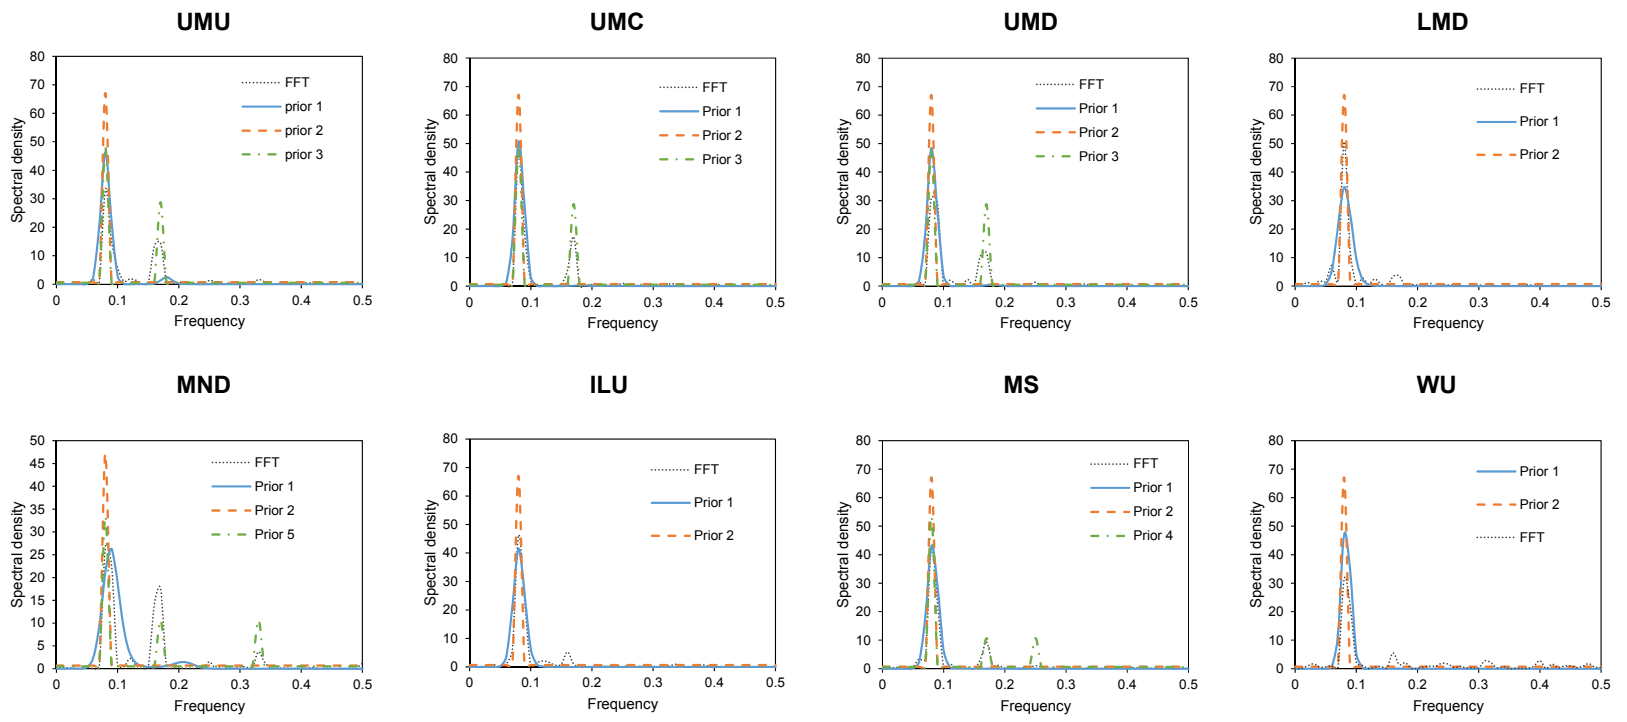 UMU
UMC
UMD
LMD
80
70
60
50
40
30
20
10
0
Spectral density
FFT
prior 1
prior 2
prior 3
0 0.1 0.2 0.3 0.4 0.5
Frequency
80
70
60
50
40
30
20
10
0
Spectral density
FFT
Prior 1
Prior 2
Prior 3
0 0.1 0.2 0.3 0.4 0.5
Frequency
80
70
60
50
40
30
20
10
0
Spectral density
FFT
Prior 1
Prior 2
Prior 3
0 0.1 0.2 0.3 0.4 0.5
Frequency
80
70
60
50
40
30
20
10
0
Spectral density
FFT
Prior 1
Prior 2
0 0.1 0.2 0.3 0.4 0.5
Frequency
MND
ILU
MS
WU
50
45
40
35
30
25
20
15
10
5
0
Spectral density
FFT
Prior 1
Prior 2
Prior 5
0 0.1 0.2 0.3 0.4 0.5
Frequency
80
70
60
50
40
30
20
10
0
Spectral density
FFT
Prior 1
Prior 2
0 0.1 0.2 0.3 0.4 0.5
Frequency
80
70
60
50
40
30
20
10
0
Spectral density
FFT
Prior 1
Prior 2
Prior 4
0 0.1 0.2 0.3 0.4 0.5
Frequency
80
70
60
50
40
30
20
10
0
Spectral density
Prior 1
Prior 2
FFT
0 0.1 0.2 0.3 0.4 0.5
Frequency